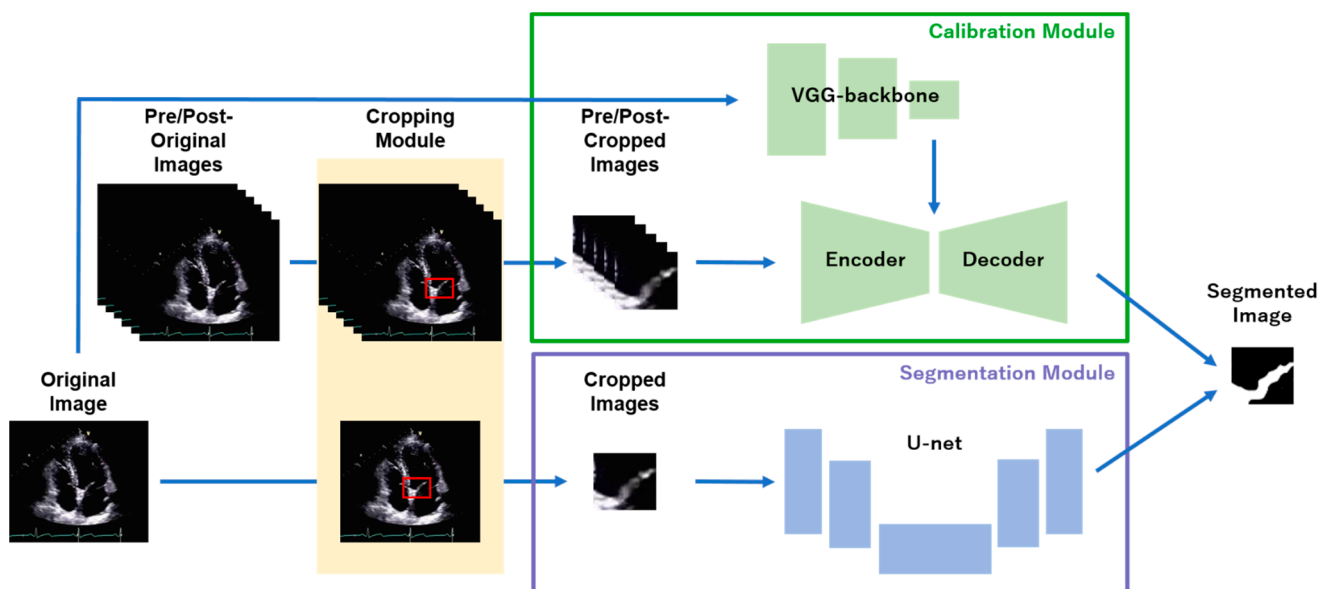 Calibration Module
VGG-backbone
Pre/Post-
Original
Images
Cropping
Module
Pre/Post-
Cropped
Images
Encoder
Decoder
Segmented
Image
Original
Image
Segmentation Module
Cropped
Images
U-net